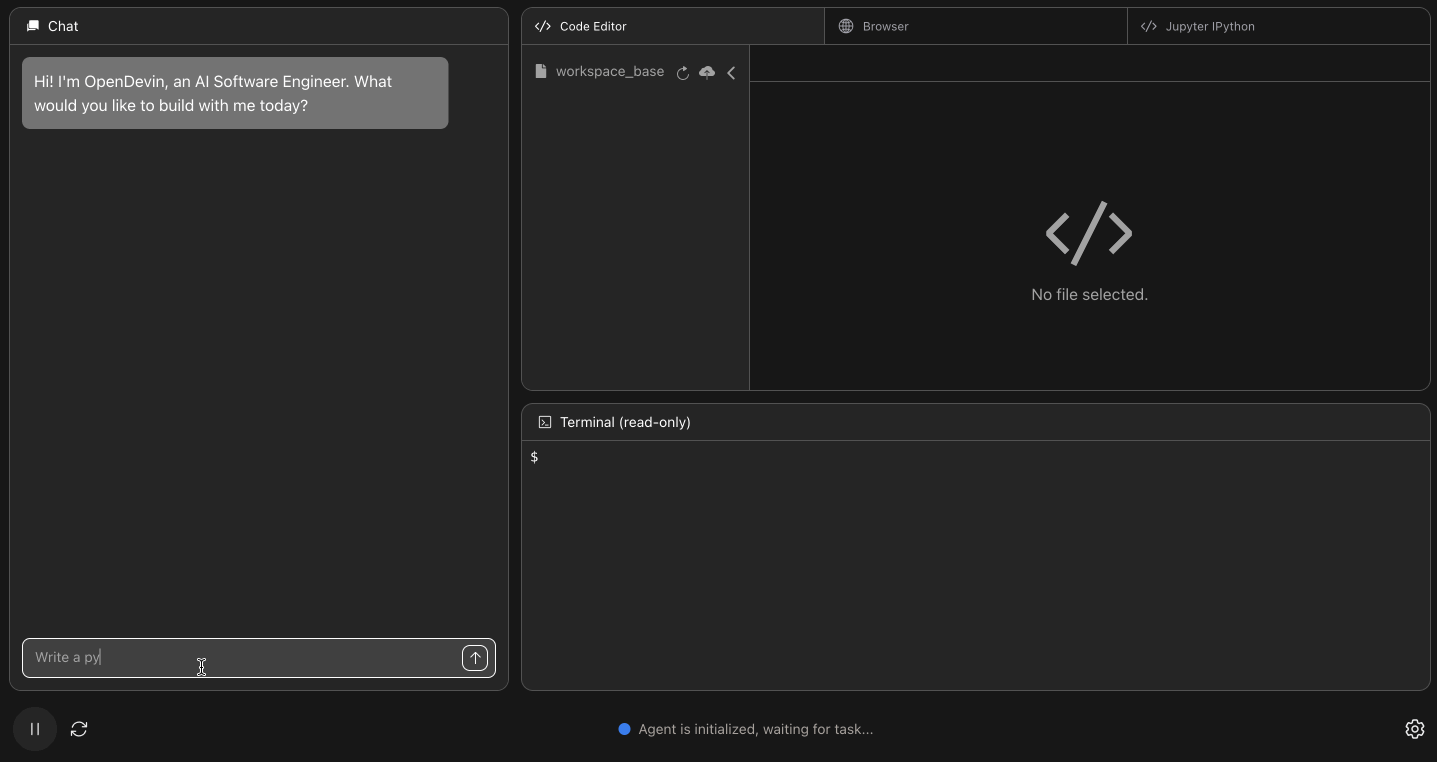 Chat
Hi! I'm OpenDevin, an AI Software Engineer. What
would you like to build with me today?
Write a py
Code Editor
Browser
Jupyter IPython
workspace_base
No file selected.
Terminal (read-only)
$
Agent is initialized, waiting for task...